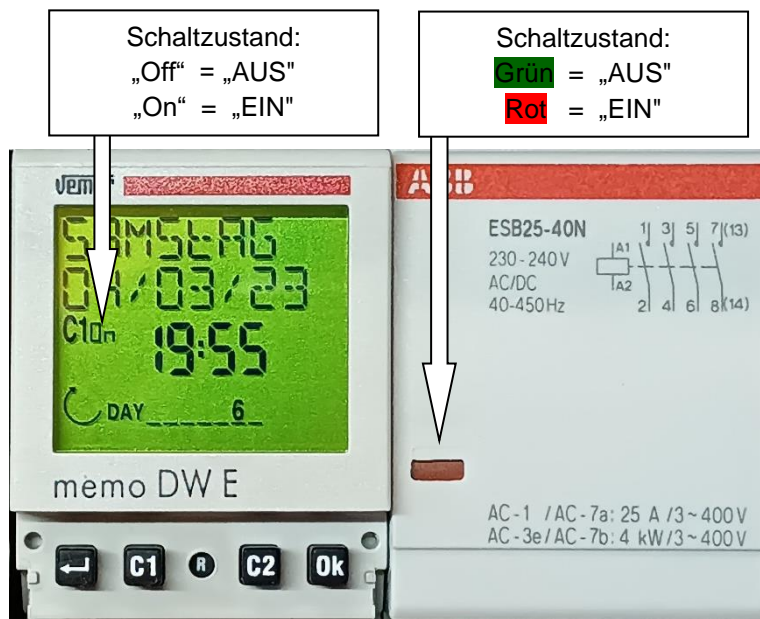 Schaltzustand:
„Off“ = „AUS"
„On“ = „EIN"
Schaltzustand:
Grün = „AUS"
Rot = „EIN"
SAMStAG
04/03/23
C1On 19:55
DAY 6
memo DW E
C1 R C2 Ok
ABB
ESB25-40N
230-240V
AC/DC
40-450Hz
1 3 5 7(13)
A1
A2
2 4 6 8(14)
AC-1 /AC-7a: 25 A /3~400V
AC-3e/AC-7b: 4 kW/3~400V